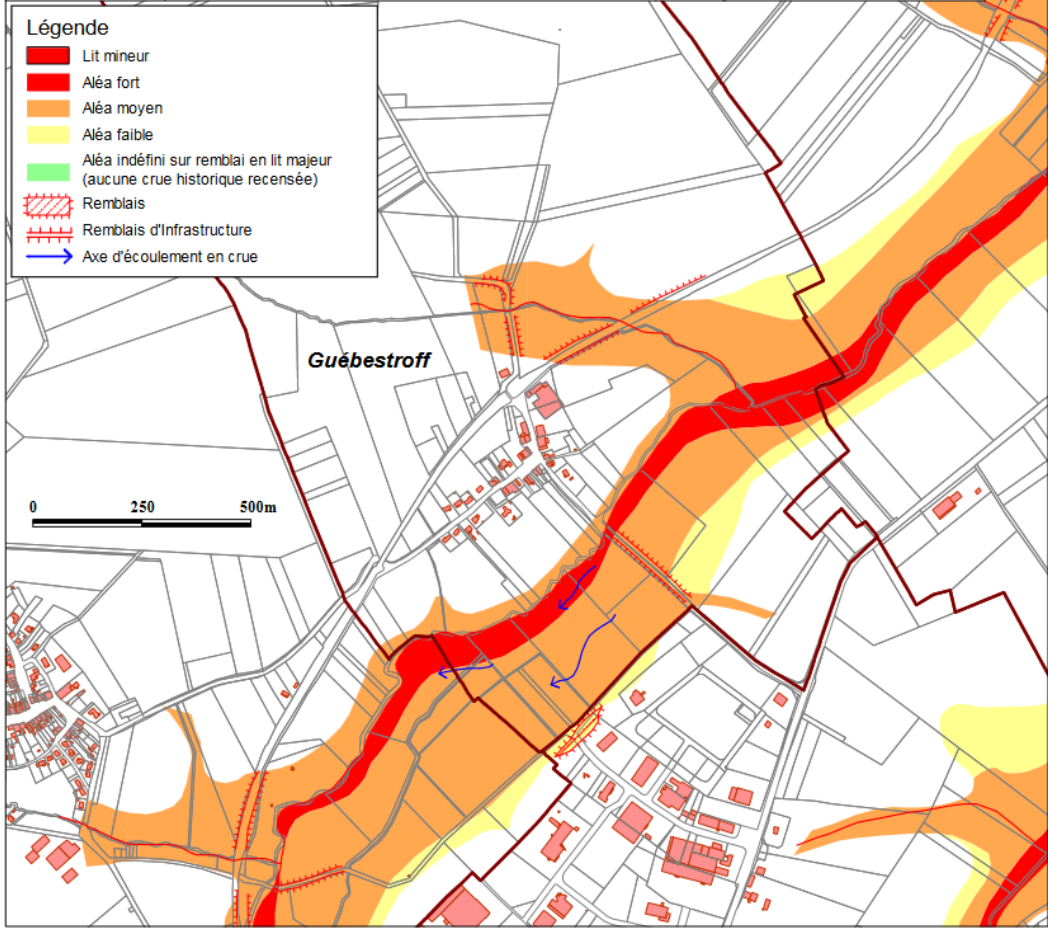 Légende
Lit mineur
Aléa fort
Aléa moyen
Aléa faible
Aléa indéfini sur remblai en lit majeur
(aucune crue historique recensée)
Remblais
Remblais d'Infrastructure
Axe d'écoulement en crue
Guébestroff
0 250 500m